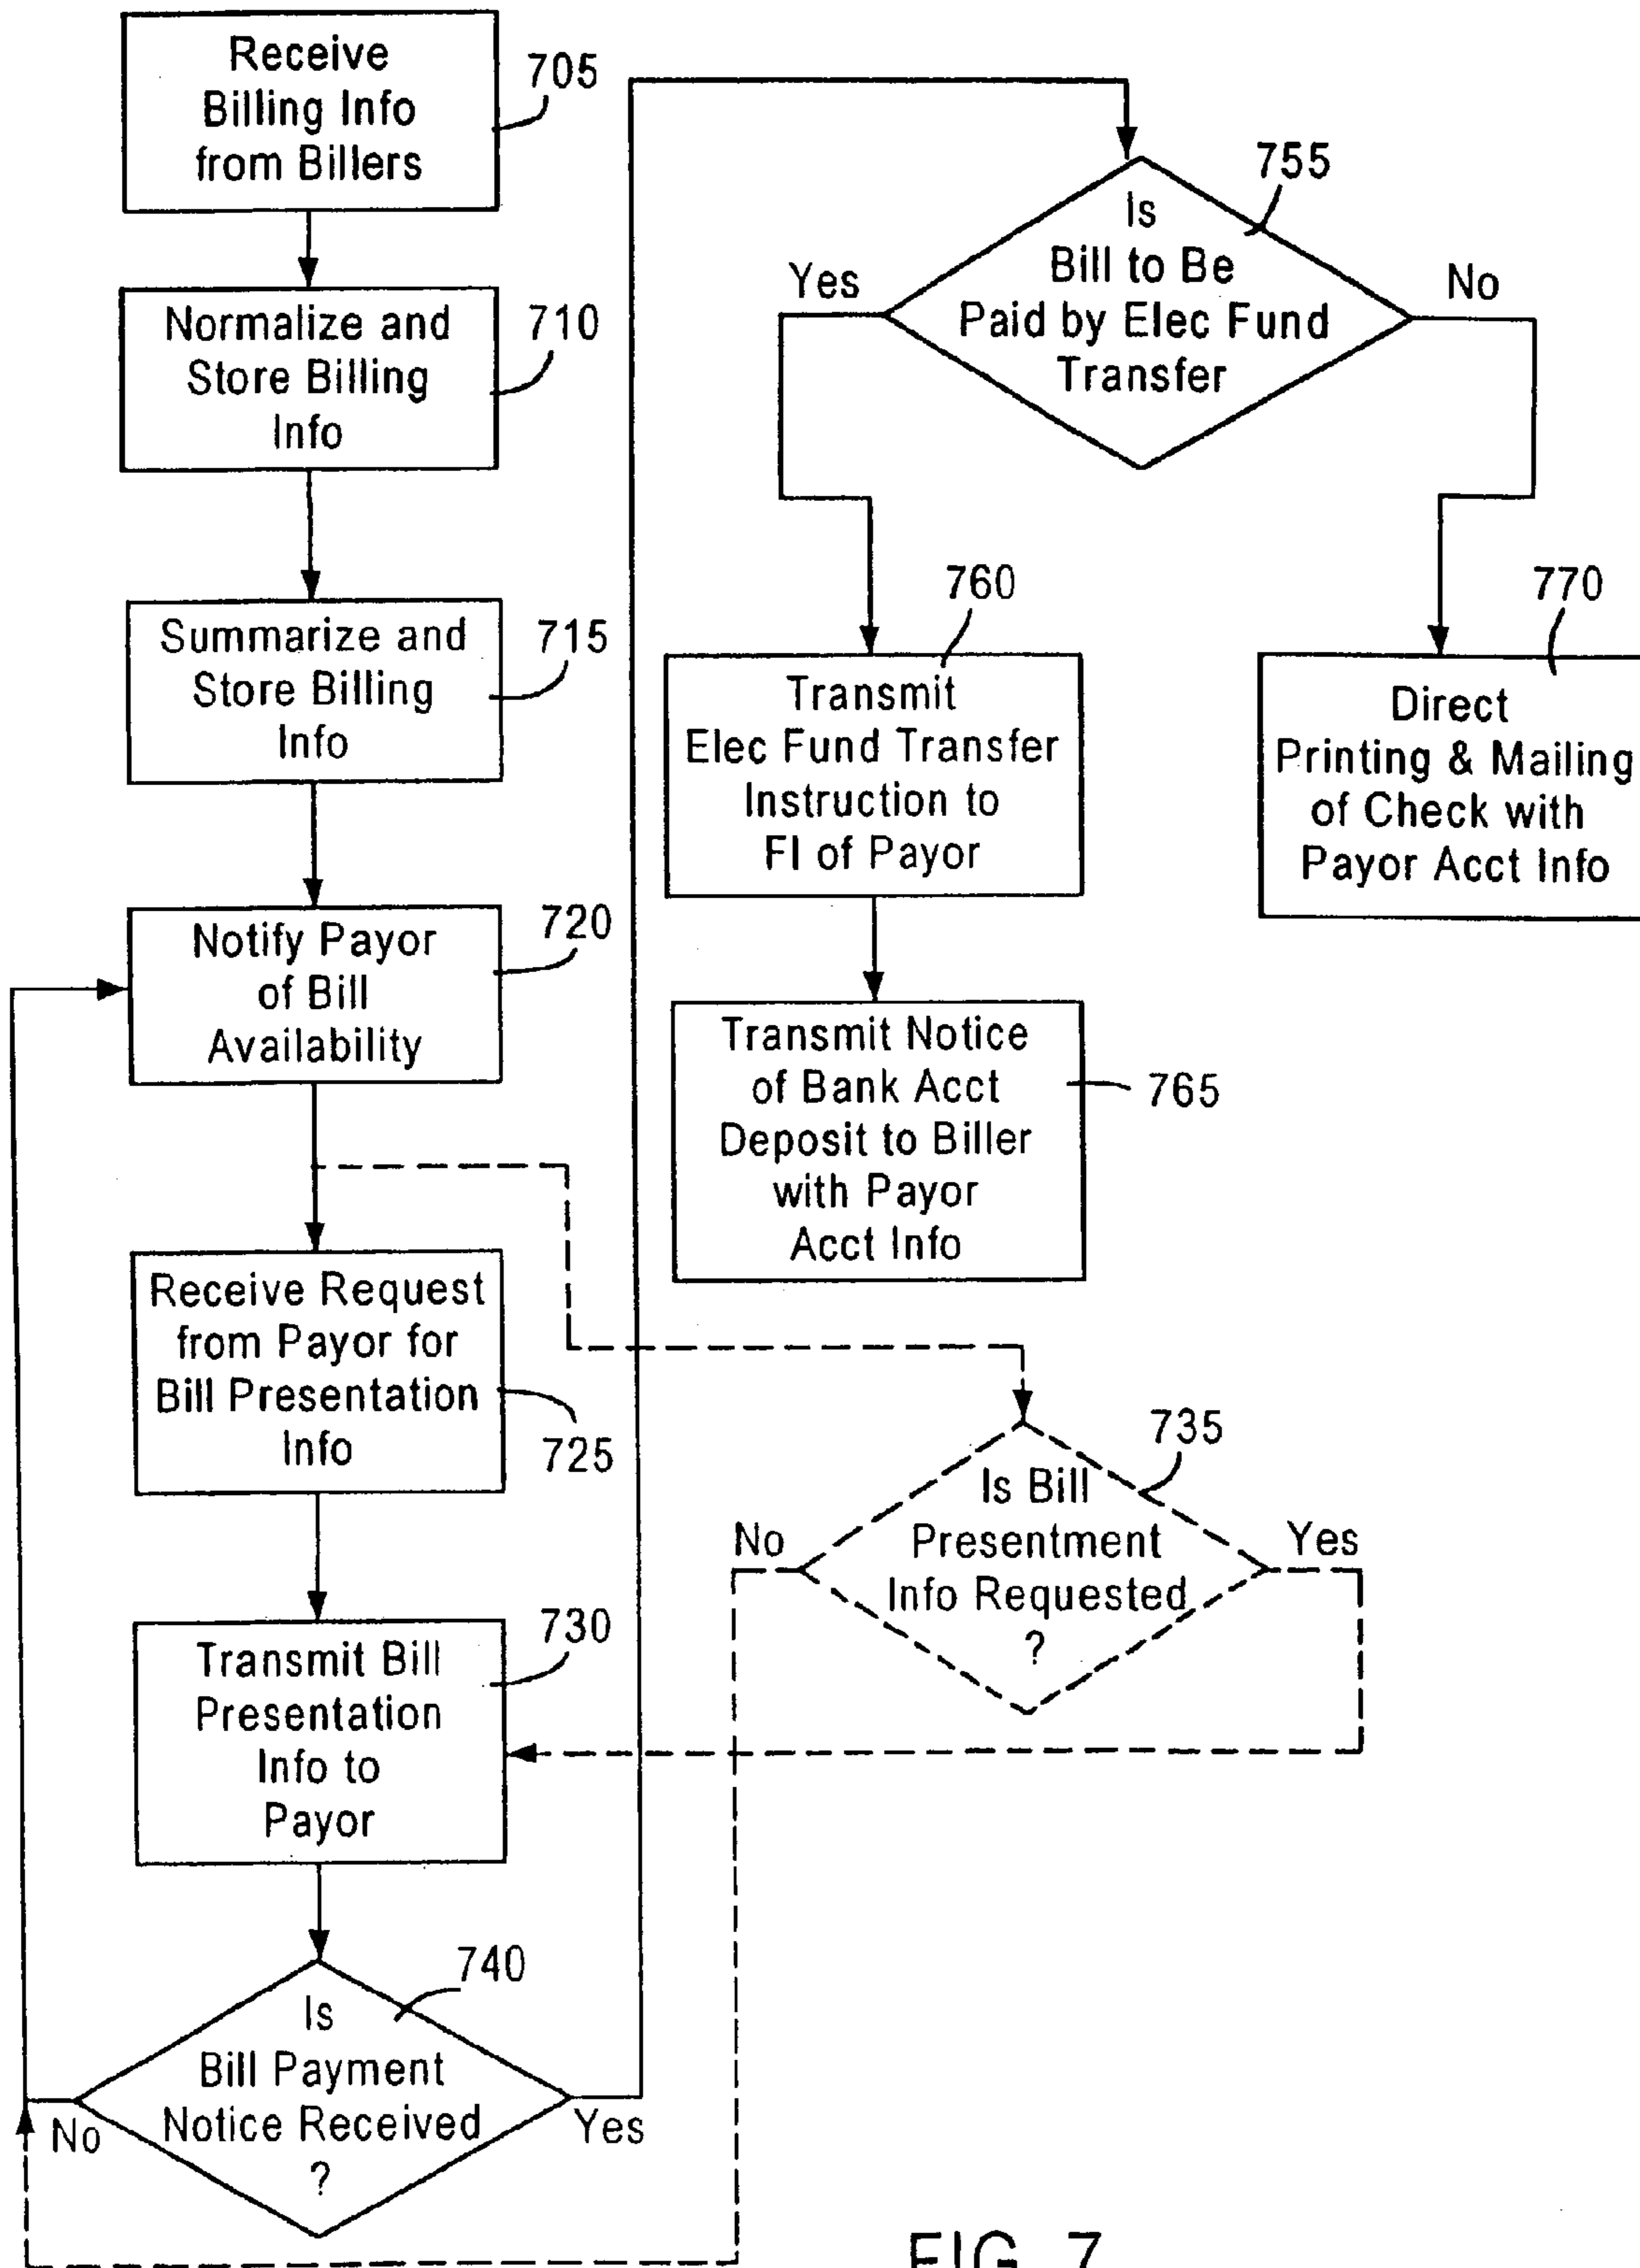 Receive
Billing Info
from Billers
705
Normalize and
Store Billing
Info
710
Summarize and
Store Billing
Info
715
Notify Payor
of Bill
Availability
720
Receive Request
from Payor for
Bill Presentation
Info
725
Transmit Bill
Presentation
Info to
Payor
730
Is
Bill Payment
Notice Received
?
740
No
Yes
Is
Bill to Be
Paid by Elec Fund
Transfer
755
Yes
No
Transmit
Elec Fund Transfer
Instruction to
FI of Payor
760
Direct
Printing & Mailing
of Check with
Payor Acct Info
770
Transmit Notice
of Bank Acct
Deposit to Biller
with Payor
Acct Info
765
Is Bill
Presentment
Info Requested
?
735
No
Yes
FIG. 7